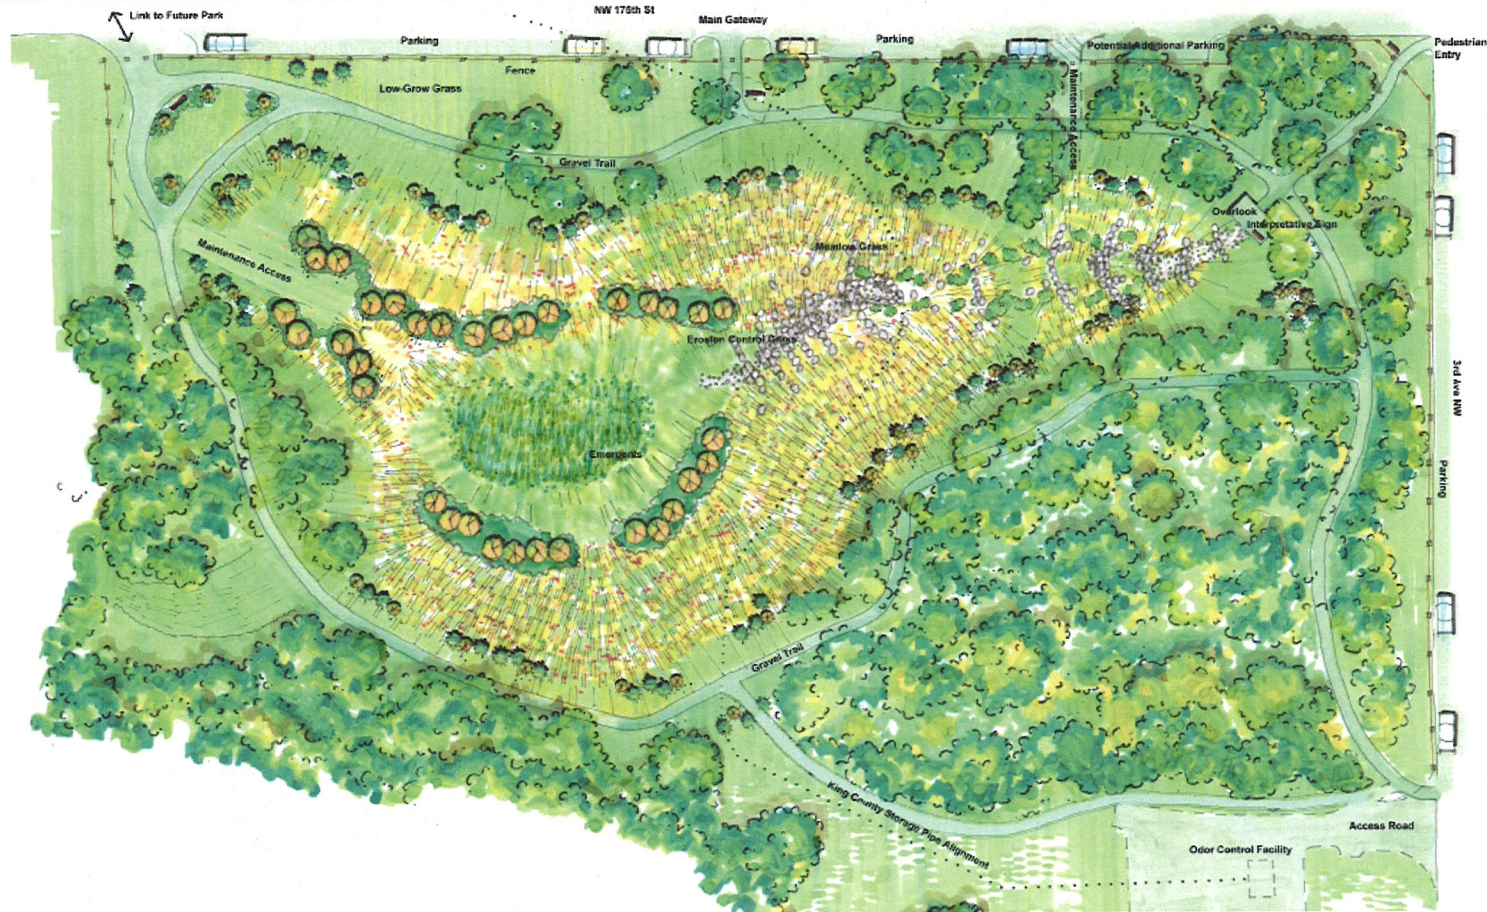 NW 175th St
Link to Future Park
Main Gateway
Parking
Parking
Potential Additional Parking
Pedestrian
Entry
Fence
Low-Grow Grass
Maintenance Access
Gravel Trail
Overlook
Interpretative Sign
Maintenance Access
Meadow Grass
Erosion Control Grass
3rd Ave NW
Emergents
Parking
Gravel Trail
King County Storage Pipe Alignment
Access Road
Odor Control Facility